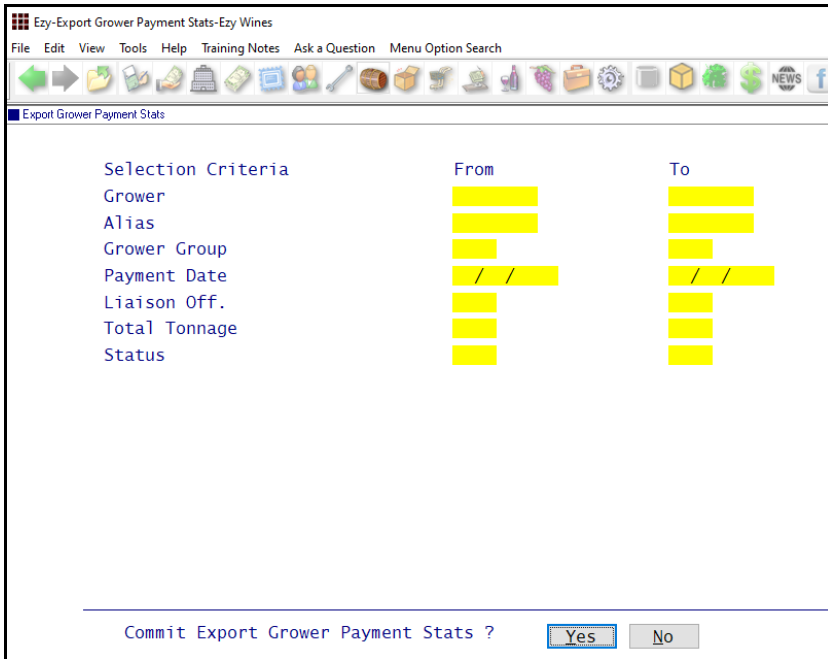 Ezy-Export Grower Payment Stats-Ezy Wines
File Edit View Tools Help Training Notes Ask a Question Menu Option Search
NEWS f
Export Grower Payment Stats
Selection Criteria From To
Grower
Alias
Grower Group
Payment Date / / / /
Liaison Off.
Total Tonnage
Status
Commit Export Grower Payment Stats ? Yes No